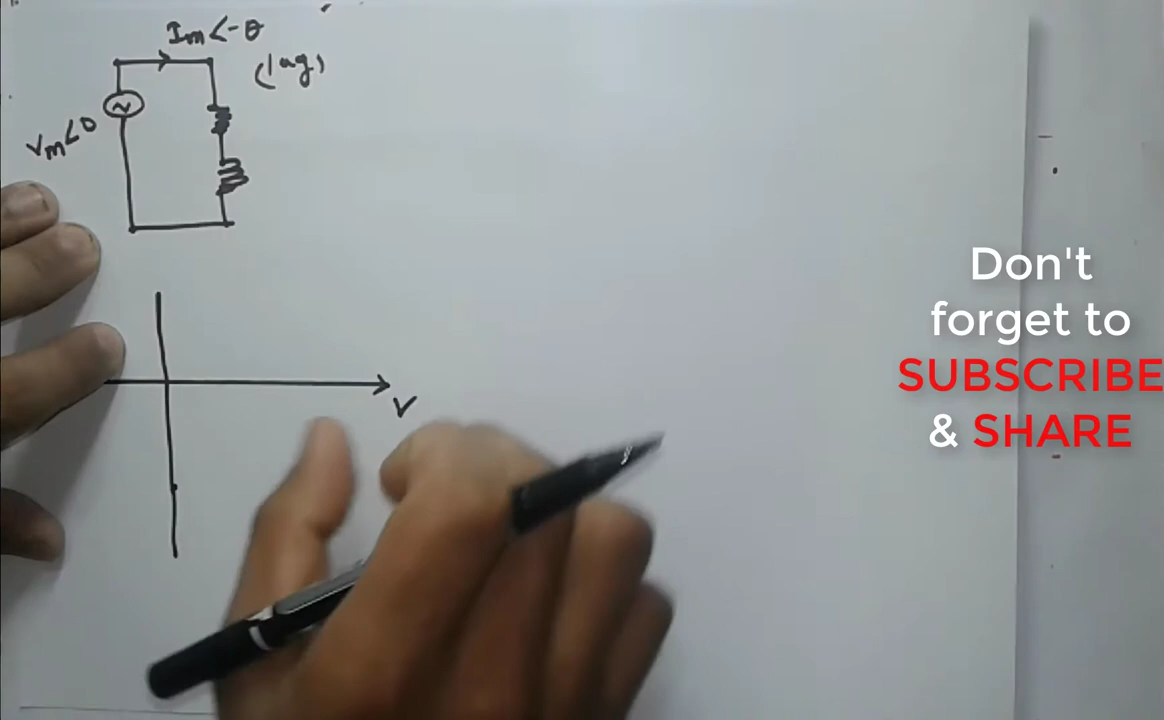 Im∠-θ
(lag)
Vm∠0
V
Don't
forget to
SUBSCRIBE
& SHARE